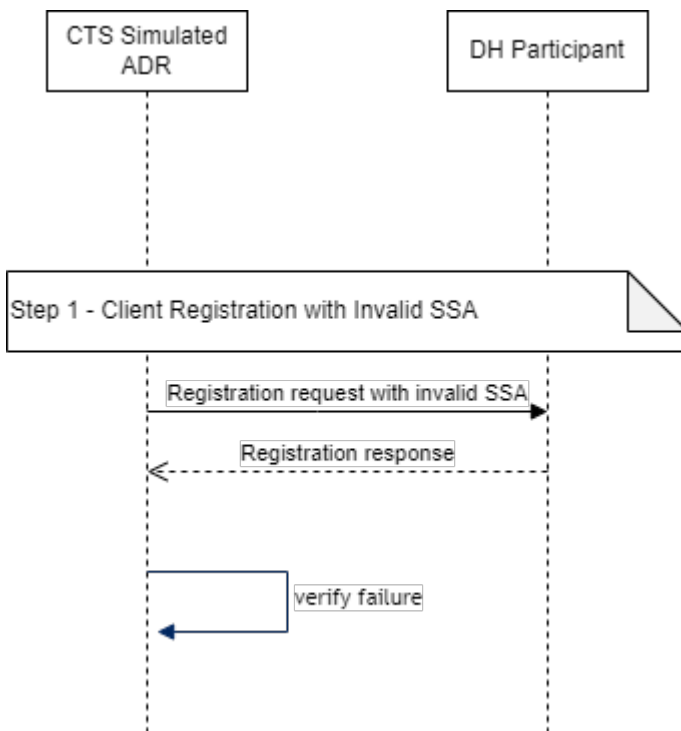 CTS Simulated
ADR
DH Participant
Step 1 - Client Registration with Invalid SSA
Registration request with invalid SSA
Registration response
verify failure